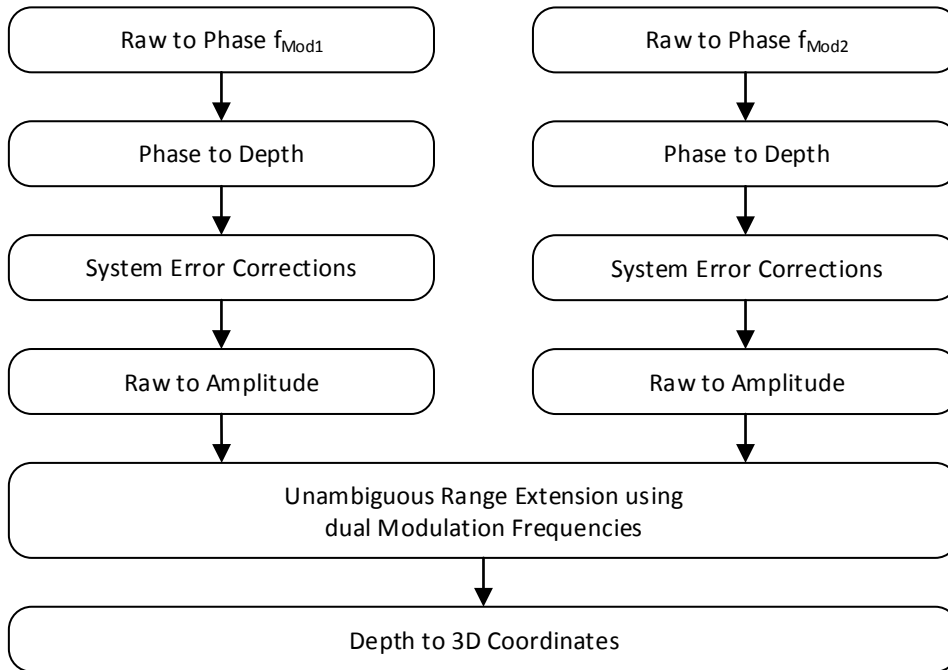 Raw to Phase fMod1
Raw to Phase fMod2
Phase to Depth
Phase to Depth
System Error Corrections
System Error Corrections
Raw to Amplitude
Raw to Amplitude
Unambiguous Range Extension using
dual Modulation Frequencies
Depth to 3D Coordinates